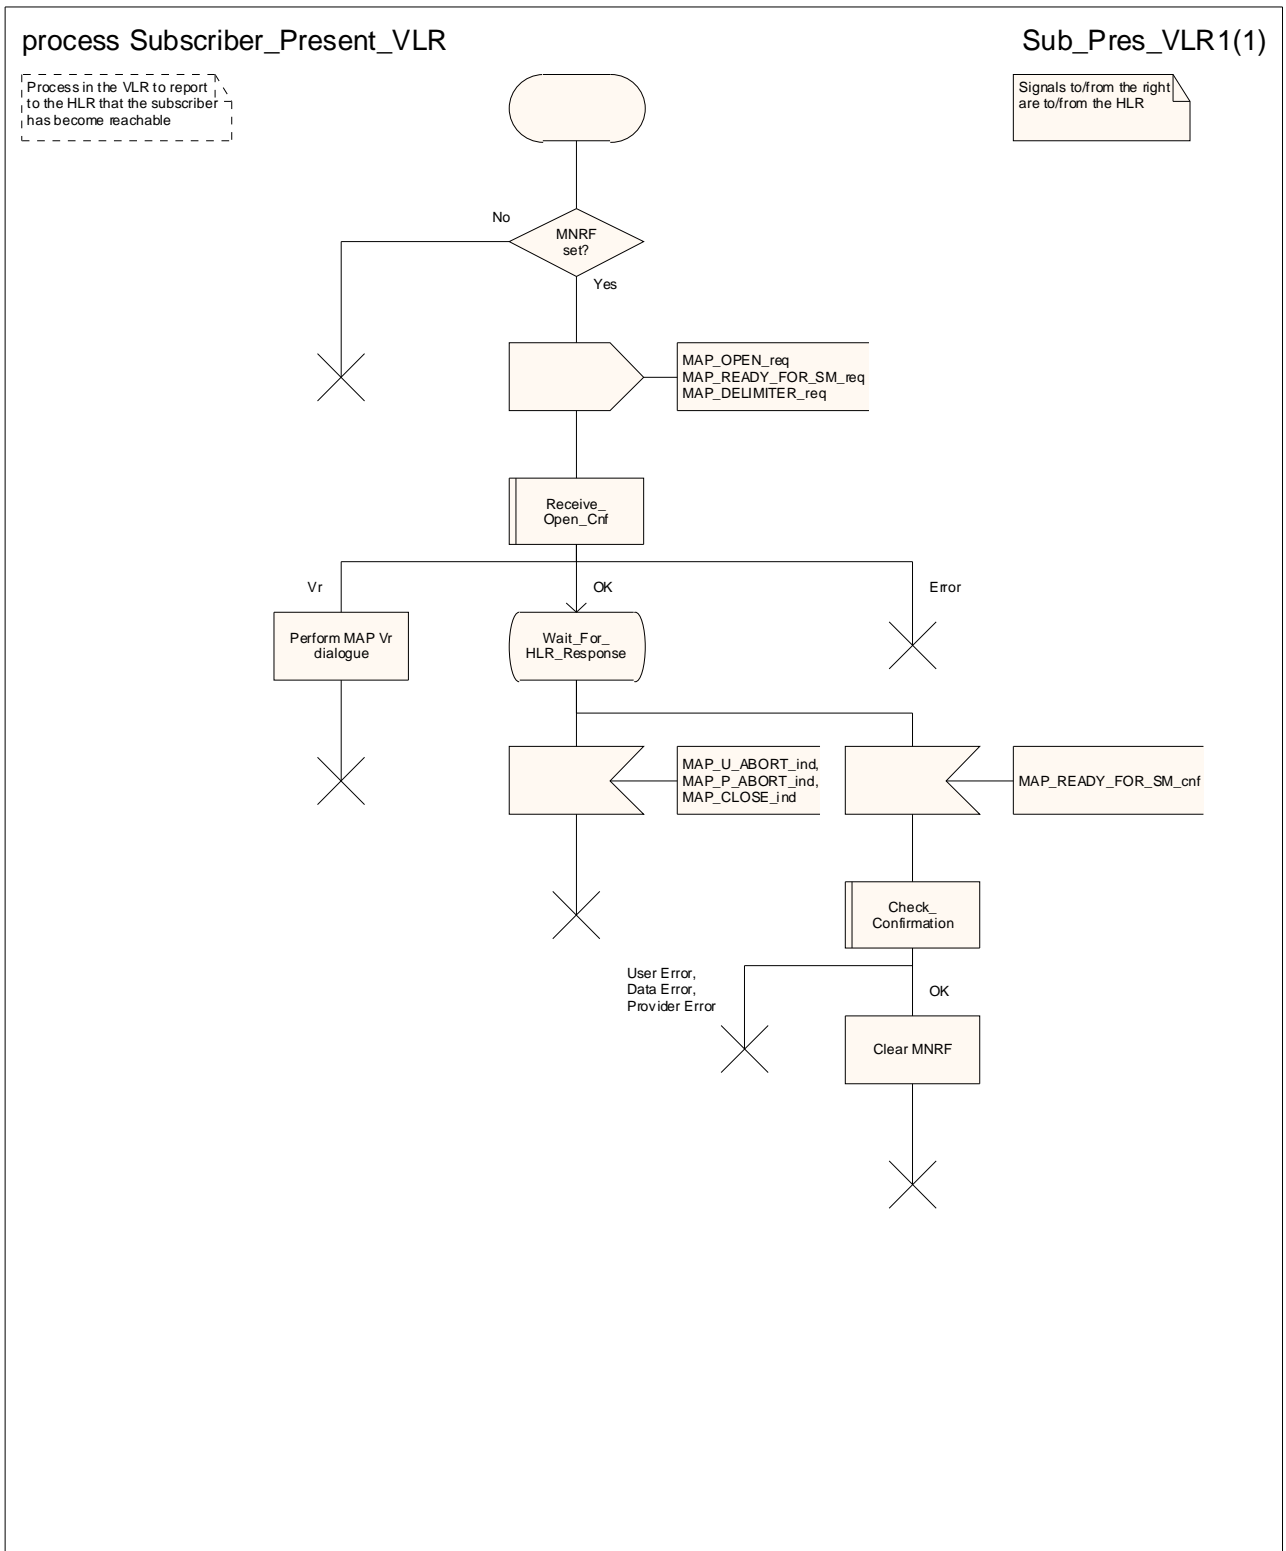 process Subscriber_Present_VLR
Sub_Pres_VLR1(1)
Process in the VLR to report
to the HLR that the subscriber
has become reachable
Signals to/from the right
are to/from the HLR
No
MNRF
set?
Yes
MAP_OPEN_req
MAP_READY_FOR_SM_req
MAP_DELIMITER_req
Receive_
Open_Cnf
Vr
OK
Error
Perform MAP Vr
dialogue
Wait_For_
HLR_Response
MAP_U_ABORT_ind,
MAP_P_ABORT_ind,
MAP_CLOSE_ind
MAP_READY_FOR_SM_cnf
Check_
Confirmation
User Error,
Data Error,
Provider Error
OK
Clear MNRF